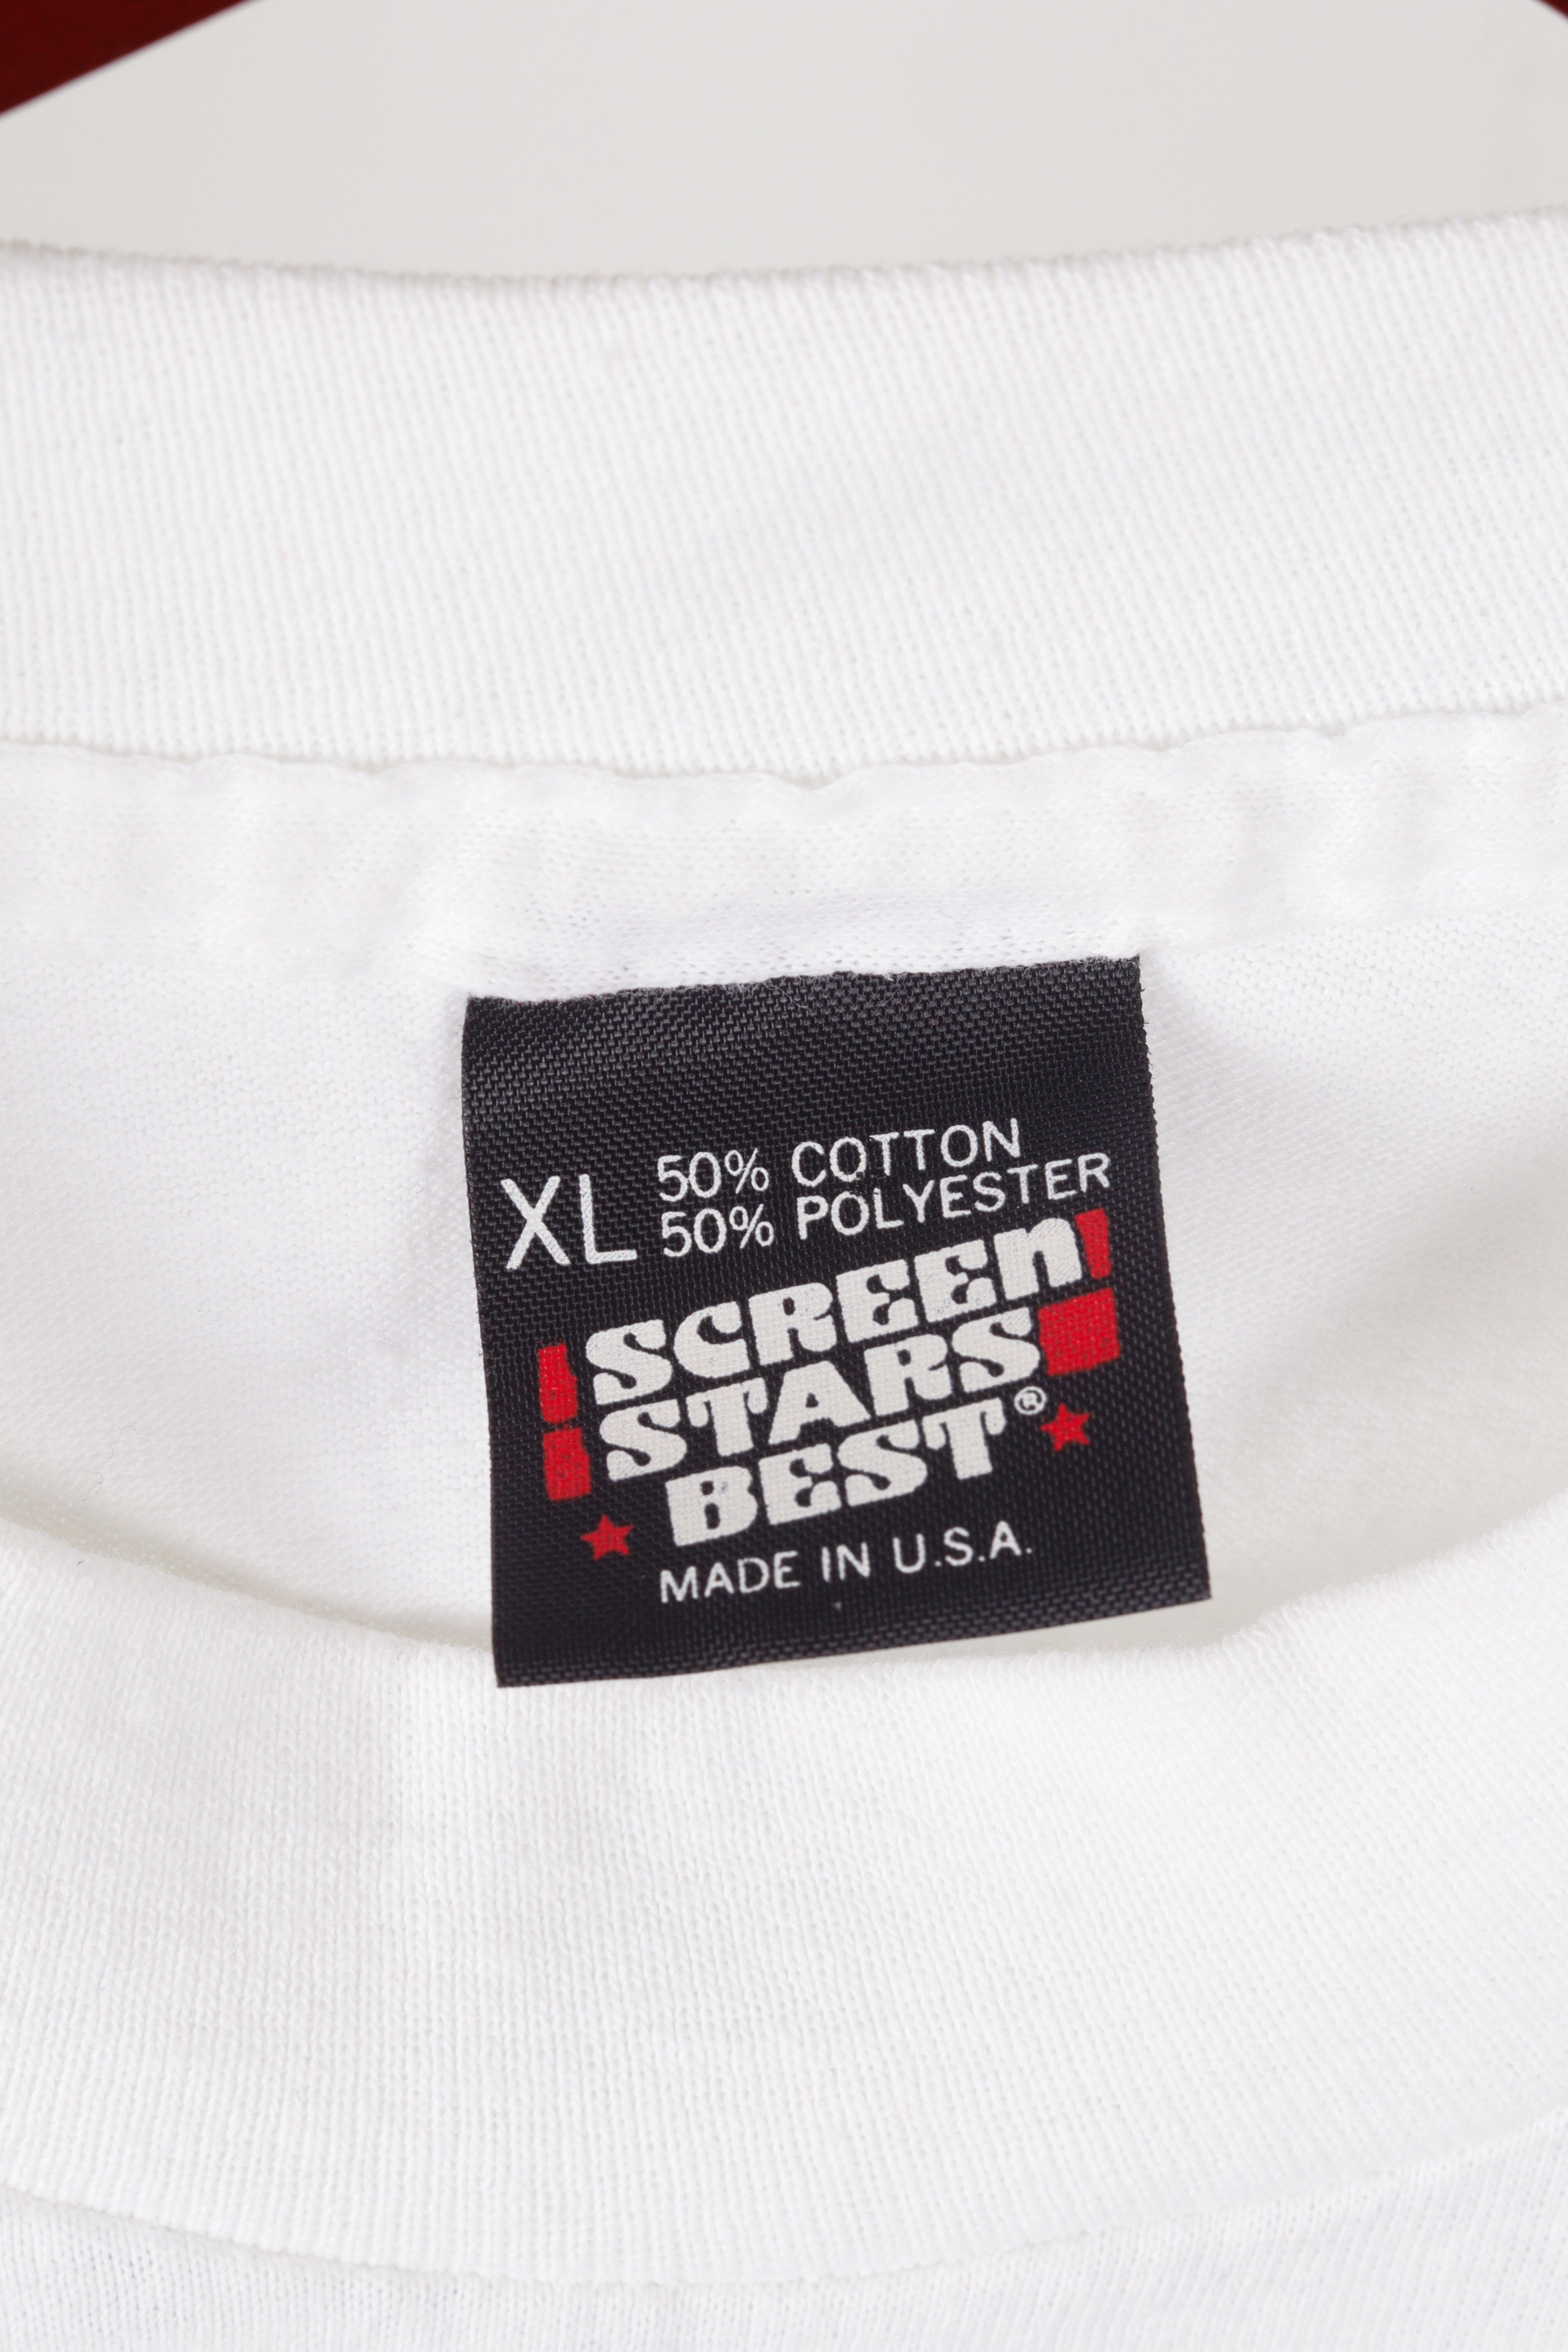 XL 50% COTTON
50% POLYESTER
SCREEN
STARS
BEST®
MADE IN U.S.A.